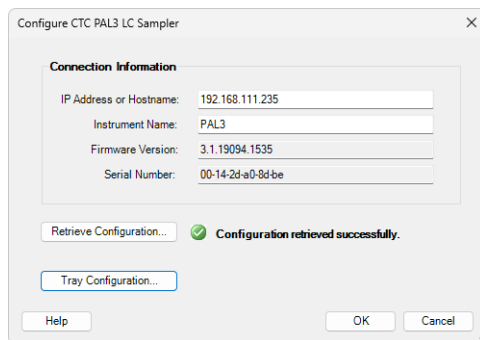 Configure CTC PAL3 LC Sampler
Connection Information
IP Address or Hostname: 192.168.111.235
Instrument Name: PAL3
Firmware Version: 3.1.19094.1535
Serial Number: 00-14-2d-a0-8d-be
Retrieve Configuration... Configuration retrieved successfully.
Tray Configuration...
Help OK Cancel